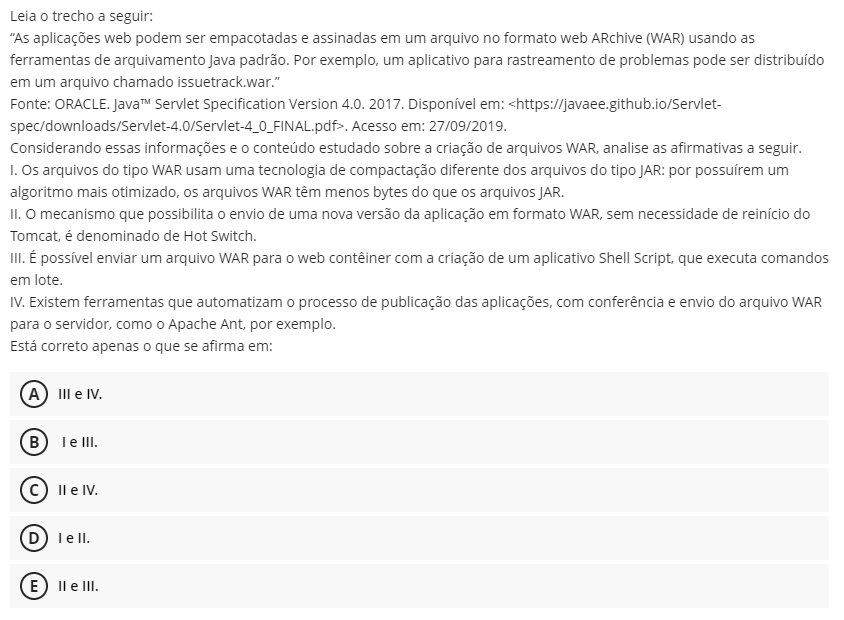 Leia o trecho a seguir:
“As aplicações web podem ser empacotadas e assinadas em um arquivo no formato web ARchive (WAR) usando as
ferramentas de arquivamento Java padrão. Por exemplo, um aplicativo para rastreamento de problemas pode ser distribuído
em um arquivo chamado issuetrack.war.”
Fonte: ORACLE. Java™ Servlet Specification Version 4.0. 2017. Disponível em: <https://javaee.github.io/Servlet-
spec/downloads/Servlet-4.0/Servlet-4_0_FINAL.pdf>. Acesso em: 27/09/2019.
Considerando essas informações e o conteúdo estudado sobre a criação de arquivos WAR, analise as afirmativas a seguir.
I. Os arquivos do tipo WAR usam uma tecnologia de compactação diferente dos arquivos do tipo JAR: por possuírem um
algoritmo mais otimizado, os arquivos WAR têm menos bytes do que os arquivos JAR.
II. O mecanismo que possibilita o envio de uma nova versão da aplicação em formato WAR, sem necessidade de reinício do
Tomcat, é denominado de Hot Switch.
III. É possível enviar um arquivo WAR para o web contêiner com a criação de um aplicativo Shell Script, que executa comandos
em lote.
IV. Existem ferramentas que automatizam o processo de publicação das aplicações, com conferência e envio do arquivo WAR
para o servidor, como o Apache Ant, por exemplo.
Está correto apenas o que se afirma em:
A III e IV.
B I e III.
C II e IV.
D I e II.
E II e III.